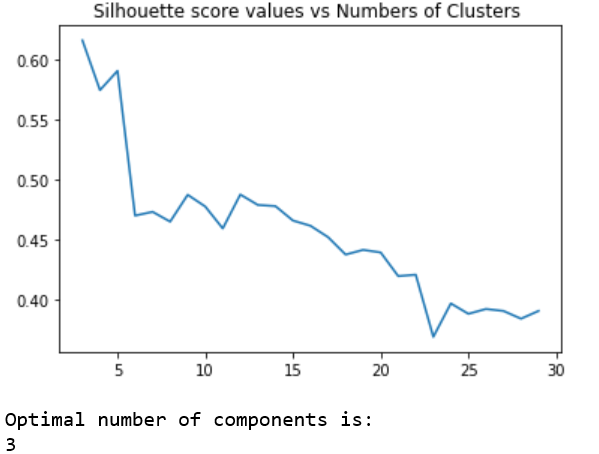 Silhouette score values vs Numbers of Clusters
0.60
0.55
0.50
0.45
0.40
5 10 15 20 25 30
Optimal number of components is:
3